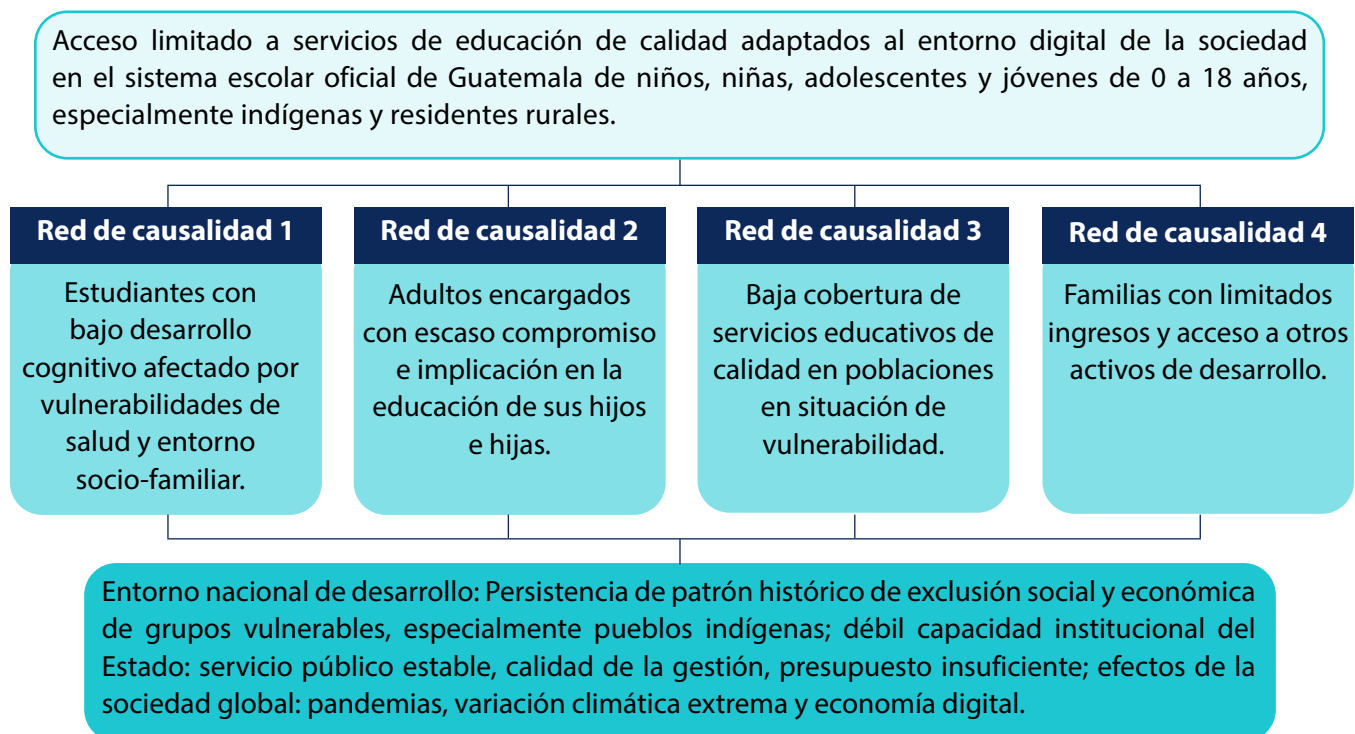 Acceso limitado a servicios de educación de calidad adaptados al entorno digital de la sociedad
en el sistema escolar oficial de Guatemala de niños, niñas, adolescentes y jóvenes de 0 a 18 años,
especialmente indígenas y residentes rurales.
Red de causalidad 1
Estudiantes con
bajo desarrollo
cognitivo afectado por
vulnerabilidades de
salud y entorno
socio-familiar.
Red de causalidad 2
Adultos encargados
con escaso compromiso
e implicación en la
educación de sus hijos
e hijas.
Red de causalidad 3
Baja cobertura de
servicios educativos de
calidad en poblaciones
en situación de
vulnerabilidad.
Red de causalidad 4
Familias con limitados
ingresos y acceso a otros
activos de desarrollo.
Entorno nacional de desarrollo: Persistencia de patrón histórico de exclusión social y económica
de grupos vulnerables, especialmente pueblos indígenas; débil capacidad institucional del
Estado: servicio público estable, calidad de la gestión, presupuesto insuficiente; efectos de la
sociedad global: pandemias, variación climática extrema y economía digital.